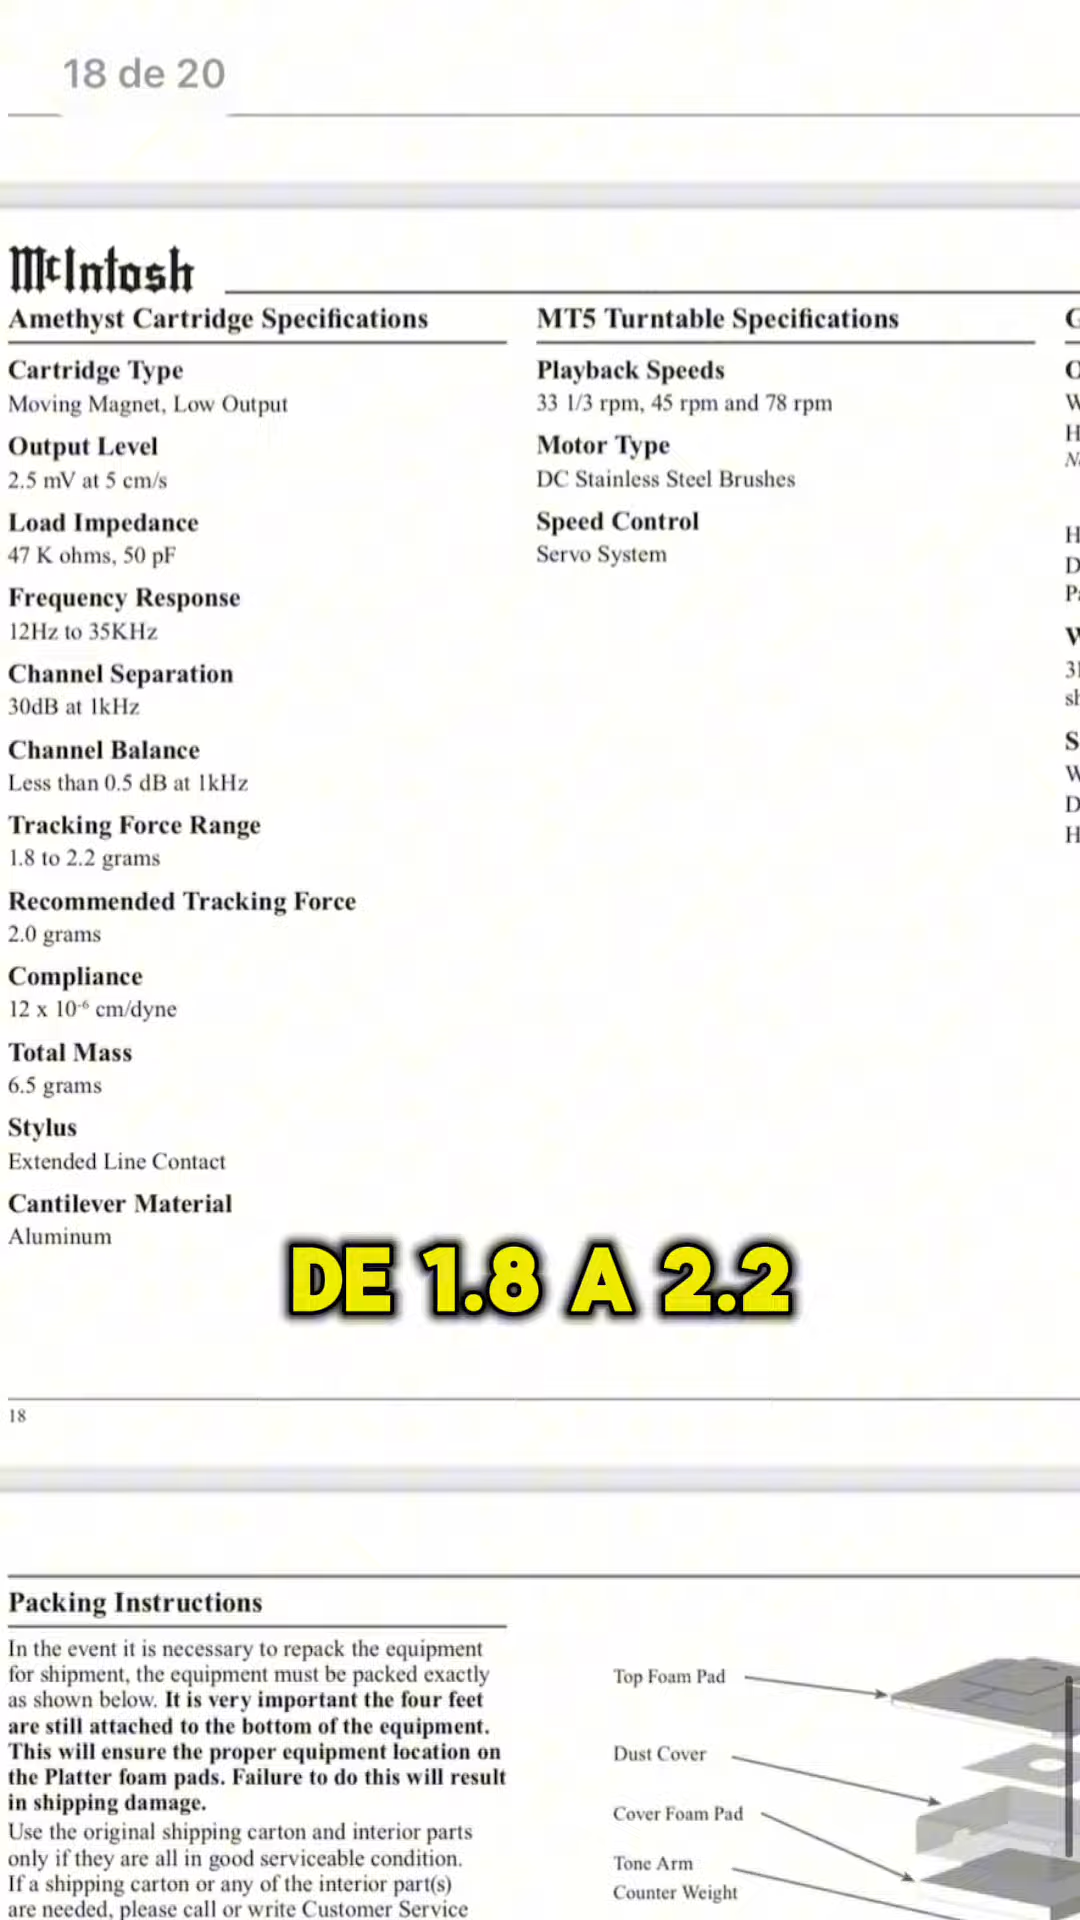 18 de 20
McIntosh
Amethyst Cartridge Specifications
Cartridge Type
Moving Magnet, Low Output
Output Level
2.5 mV at 5 cm/s
Load Impedance
47 K ohms, 50 pF
Frequency Response
12Hz to 35KHz
Channel Separation
30dB at 1kHz
Channel Balance
Less than 0.5 dB at 1kHz
Tracking Force Range
1.8 to 2.2 grams
Recommended Tracking Force
2.0 grams
Compliance
12 x 10⁻⁶ cm/dyne
Total Mass
6.5 grams
Stylus
Extended Line Contact
Cantilever Material
Aluminum
MT5 Turntable Specifications
Playback Speeds
33 1/3 rpm, 45 rpm and 78 rpm
Motor Type
DC Stainless Steel Brushes
Speed Control
Servo System
DE 1.8 A 2.2
18
Packing Instructions
In the event it is necessary to repack the equipment
for shipment, the equipment must be packed exactly
as shown below. It is very important the four feet
are still attached to the bottom of the equipment.
This will ensure the proper equipment location on
the Platter foam pads. Failure to do this will result
in shipping damage.
Use the original shipping carton and interior parts
only if they are all in good serviceable condition.
If a shipping carton or any of the interior part(s)
are needed, please call or write Customer Service
Top Foam Pad
Dust Cover
Cover Foam Pad
Tone Arm
Counter Weight